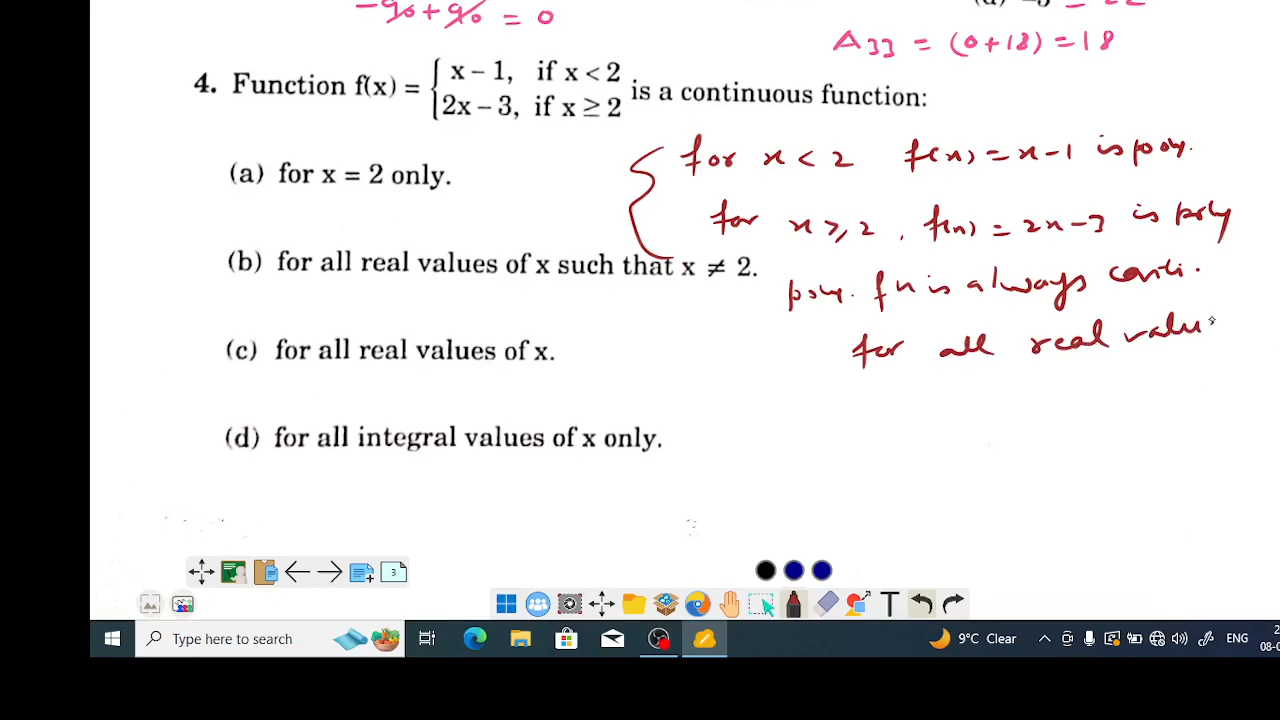 -90+90 = 0
A33 = (0+18) = 18
4. Function f(x) = { x – 1, if x < 2
2x – 3, if x ≥ 2 is a continuous function:
for x < 2 f(x) = x-1 is poly.
(a) for x = 2 only.
for x ≥ 2, f(x) = 2x-3 is poly
(b) for all real values of x such that x ≠ 2.
poly. fn is always conti.
for all real valu
(c) for all real values of x.
(d) for all integral values of x only.
3
T
Type here to search
9°C Clear
ENG